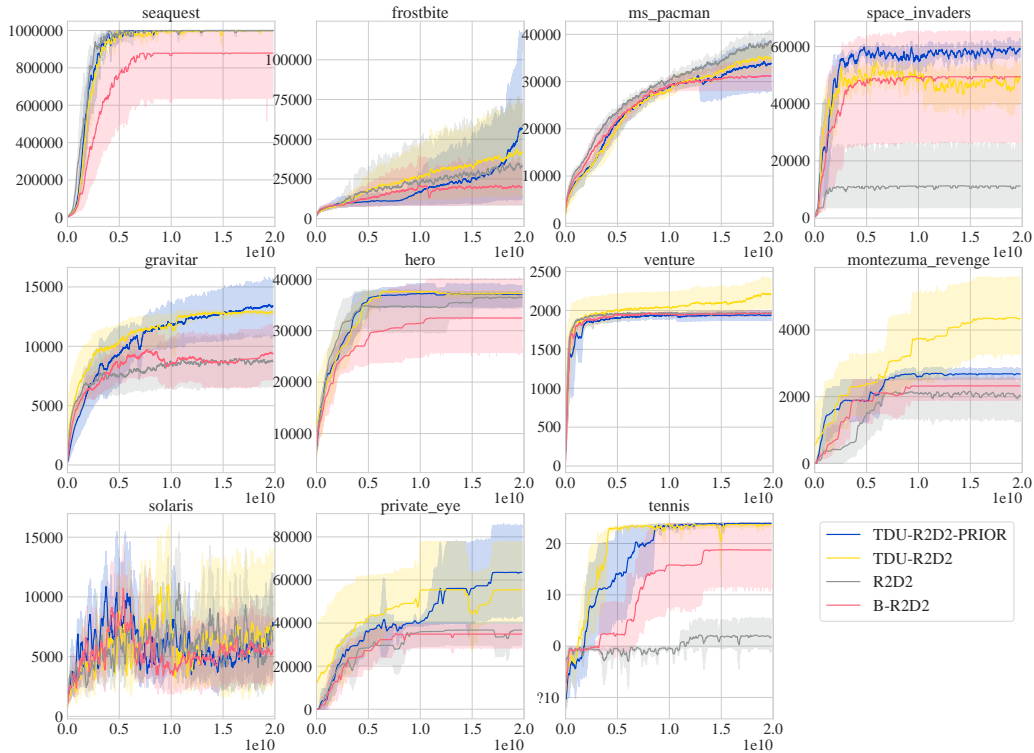 seaquest
1000000
800000
600000
400000
200000
0
0.0 0.5 1.0 1.5 2.0
1e10
frostbite
100000
75000
50000
25000
0
0.0 0.5 1.0 1.5 2.0
1e10
ms_pacman
40000
30000
20000
10000
0.0 0.5 1.0 1.5 2.0
1e10
space_invaders
60000
40000
20000
0
0.0 0.5 1.0 1.5 2.0
1e10
gravitar
15000
10000
5000
0
0.0 0.5 1.0 1.5 2.0
1e10
hero
40000
30000
20000
10000
0.0 0.5 1.0 1.5 2.0
1e10
venture
2500
2000
1500
1000
500
0
0.0 0.5 1.0 1.5 2.0
1e10
montezuma_revenge
4000
2000
0
0.0 0.5 1.0 1.5 2.0
1e10
solaris
15000
10000
5000
0
0.0 0.5 1.0 1.5 2.0
1e10
private_eye
80000
60000
40000
20000
0
0.0 0.5 1.0 1.5 2.0
1e10
tennis
20
10
0
?10
0.0 0.5 1.0 1.5 2.0
1e10
TDU-R2D2-PRIOR
TDU-R2D2
R2D2
B-R2D2